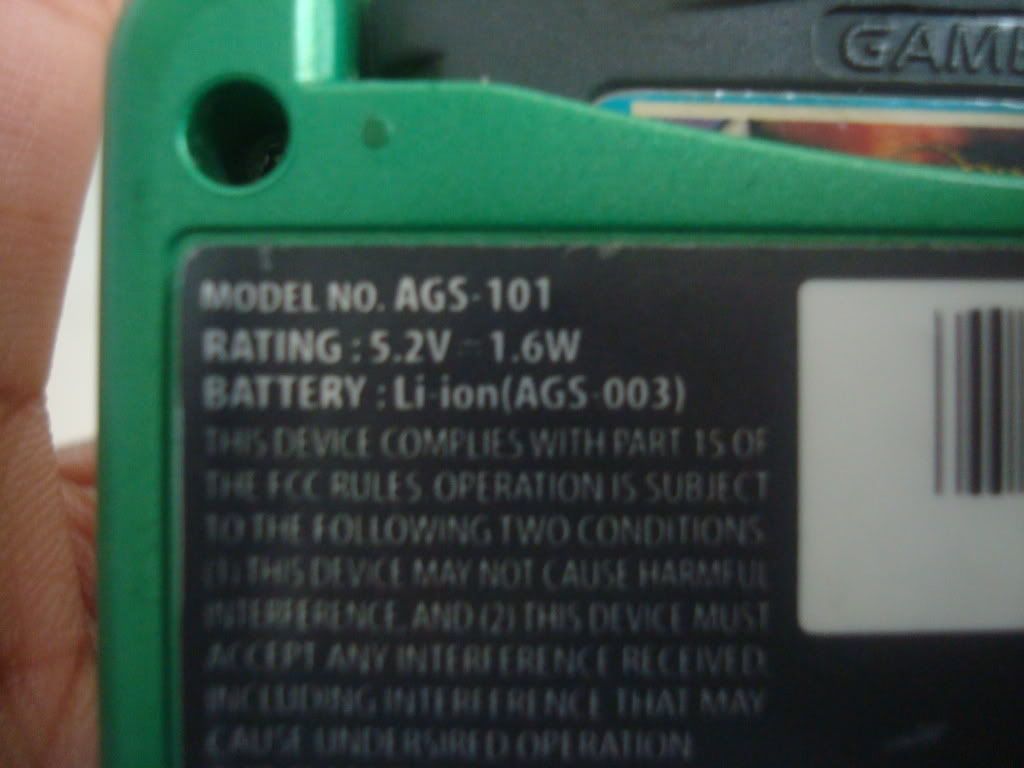 GAME
MODEL NO. AGS-101
RATING : 5.2V ⎓ 1.6W
BATTERY : Li-ion(AGS-003)
THIS DEVICE COMPLIES WITH PART 15 OF
THE FCC RULES. OPERATION IS SUBJECT
TO THE FOLLOWING TWO CONDITIONS
(1) THIS DEVICE MAY NOT CAUSE HARMFUL
INTERFERENCE, AND (2) THIS DEVICE MUST
ACCEPT ANY INTERFERENCE RECEIVED,
INCLUDING INTERFERENCE THAT MAY
CAUSE UNDERSIRED OPERATION.